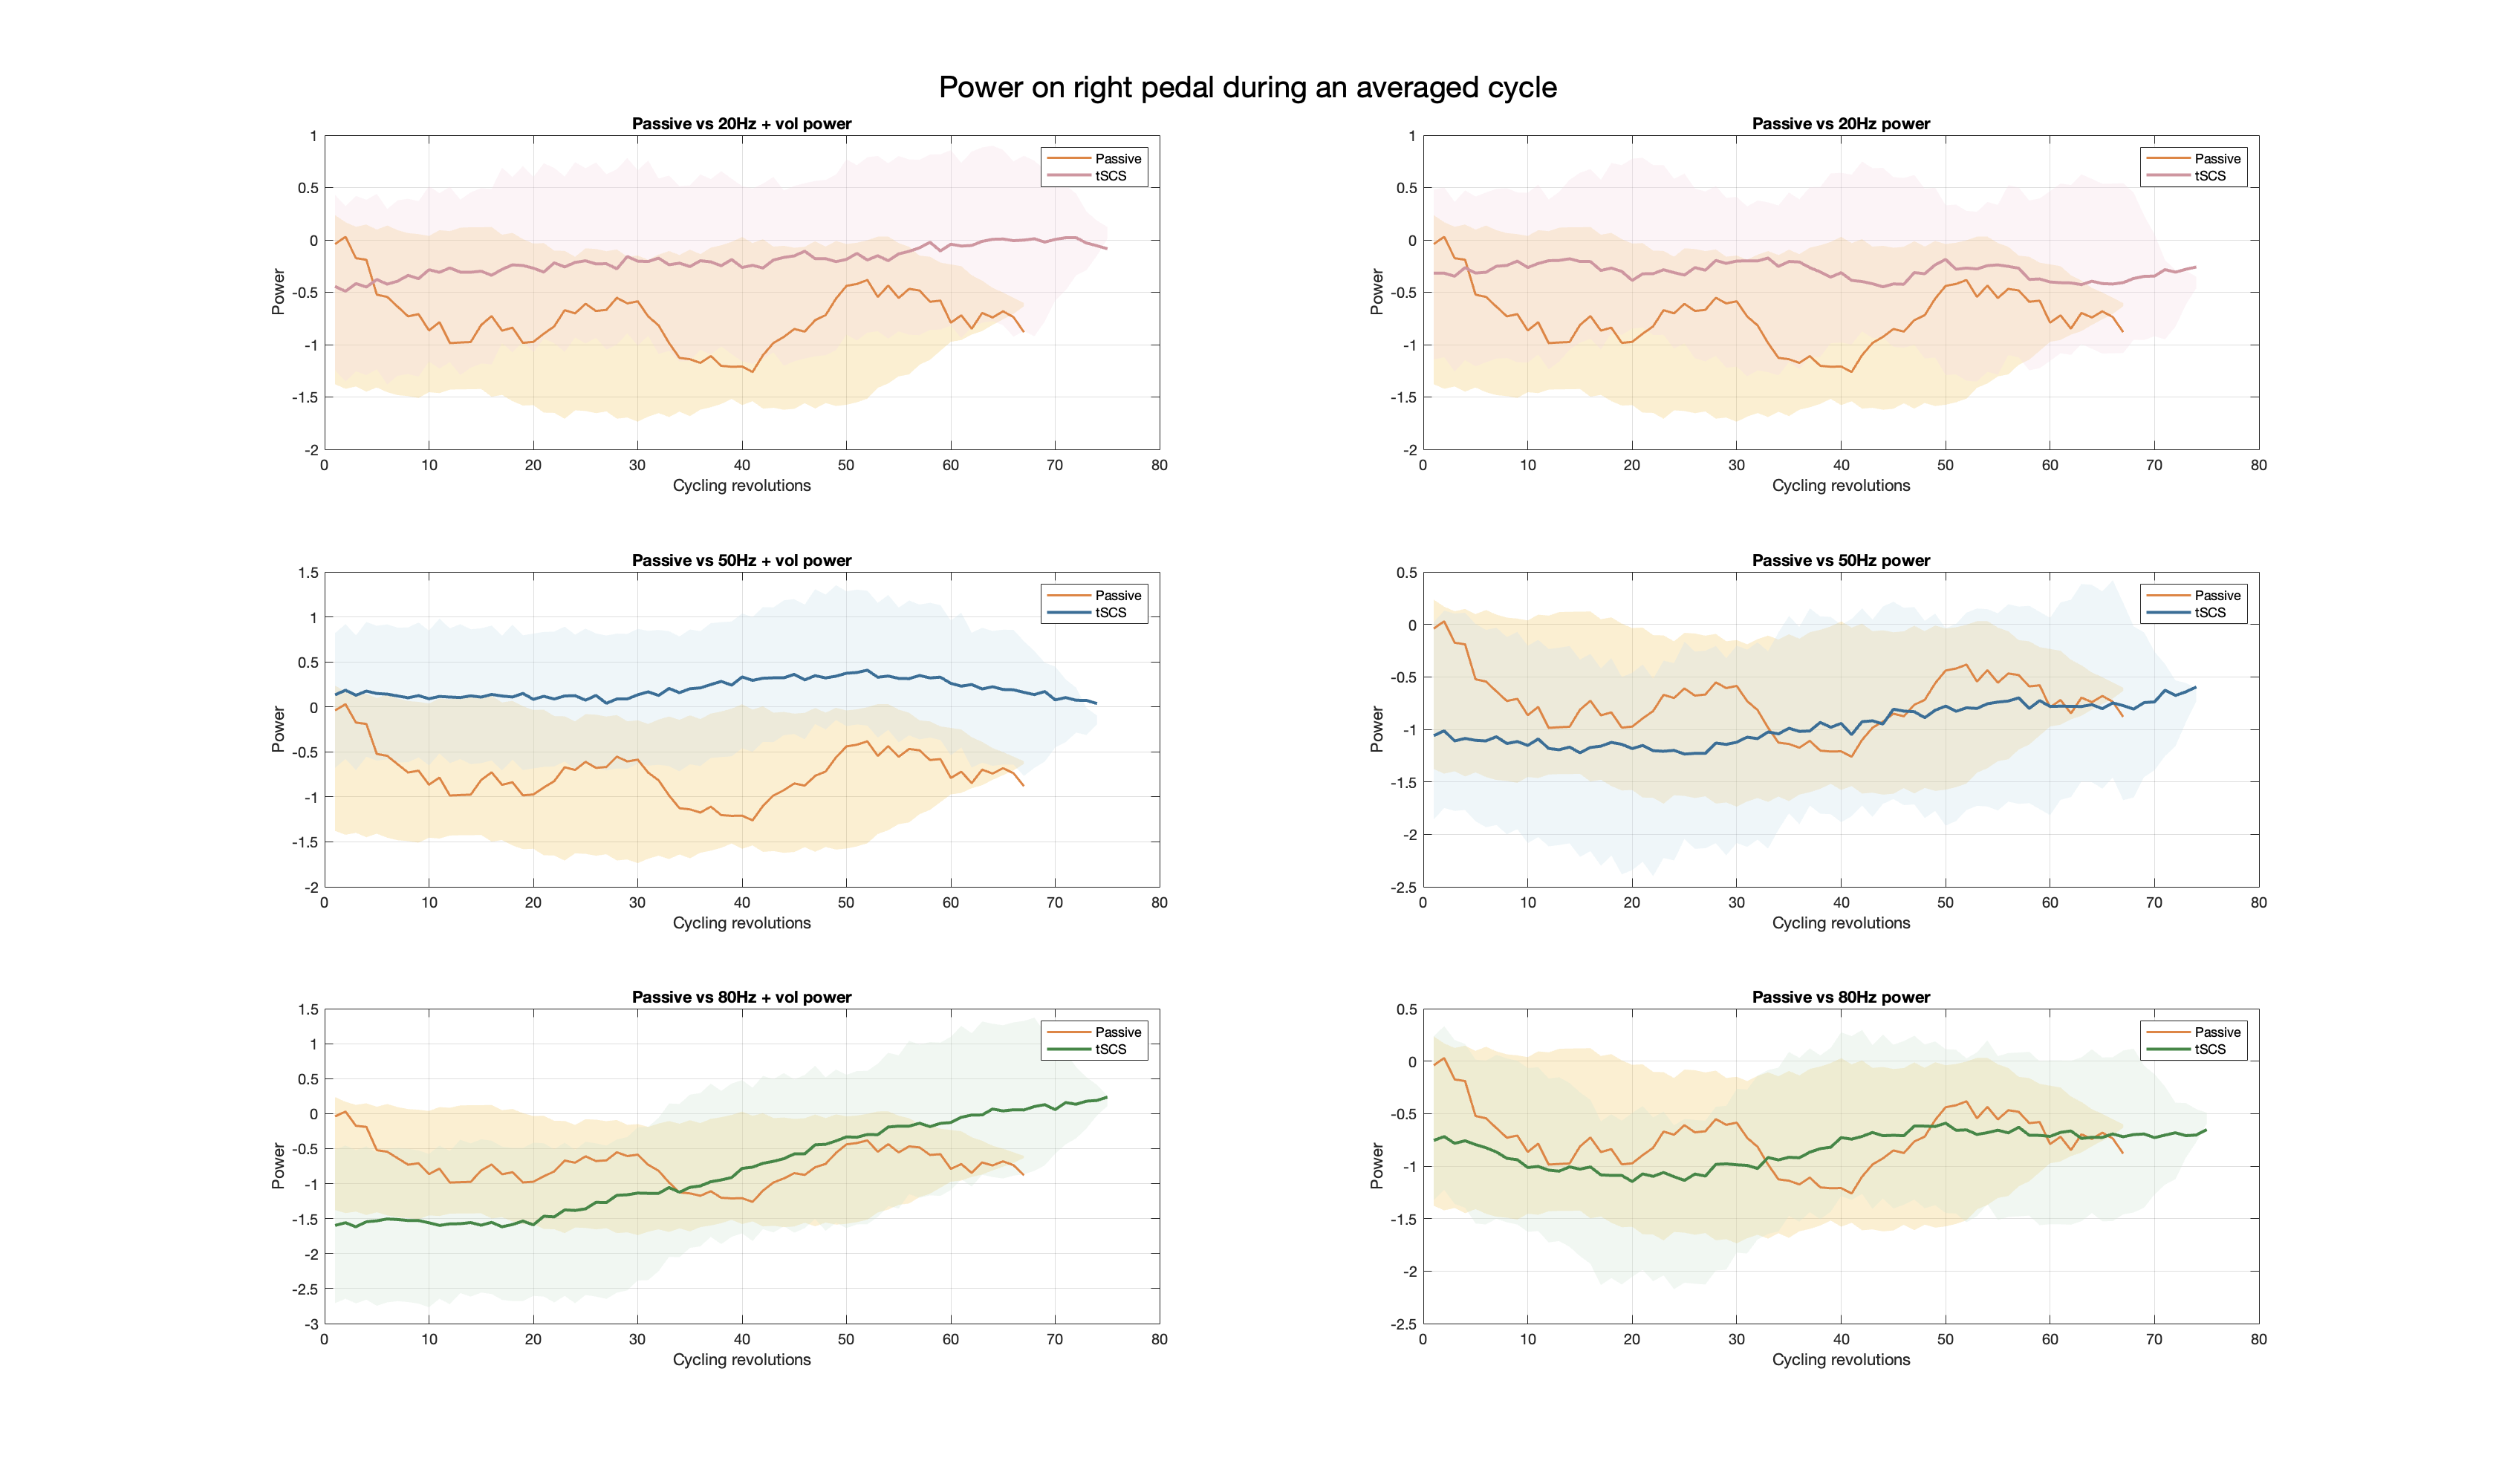 Power on right pedal during an averaged cycle
Passive vs 20Hz + vol power
1
0.5
0
-0.5
-1
-1.5
-2
Power
0 10 20 30 40 50 60 70 80
Cycling revolutions
Passive
tSCS
Passive vs 20Hz power
1
0.5
0
-0.5
-1
-1.5
-2
Power
0 10 20 30 40 50 60 70 80
Cycling revolutions
Passive
tSCS
Passive vs 50Hz + vol power
1.5
1
0.5
0
-0.5
-1
-1.5
-2
Power
0 10 20 30 40 50 60 70 80
Cycling revolutions
Passive
tSCS
Passive vs 50Hz power
0.5
0
-0.5
-1
-1.5
-2
-2.5
Power
0 10 20 30 40 50 60 70 80
Cycling revolutions
Passive
tSCS
Passive vs 80Hz + vol power
1.5
1
0.5
0
-0.5
-1
-1.5
-2
-2.5
-3
Power
0 10 20 30 40 50 60 70 80
Cycling revolutions
Passive
tSCS
Passive vs 80Hz power
0.5
0
-0.5
-1
-1.5
-2
-2.5
Power
0 10 20 30 40 50 60 70 80
Cycling revolutions
Passive
tSCS